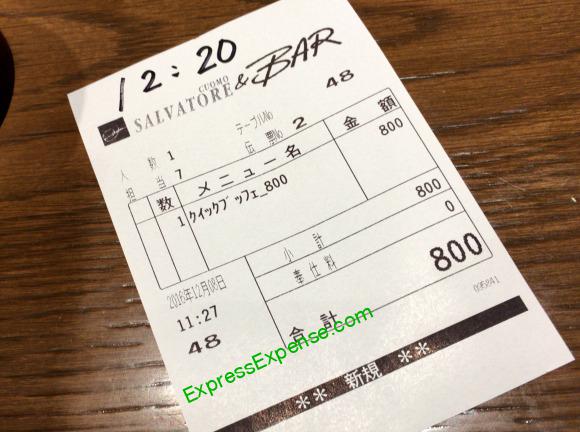 12:20
SALVATORE CUOMO & BAR
テーブルNo 48
人数 1 伝票No 2
担当 7
数 メニュー名 金額
1 クイックブッフェ_800 800
小計 800
奉仕料 0
合計 800
2016年12月08日
11:27
48
035841
** 新規 **
ExpressExpense.com